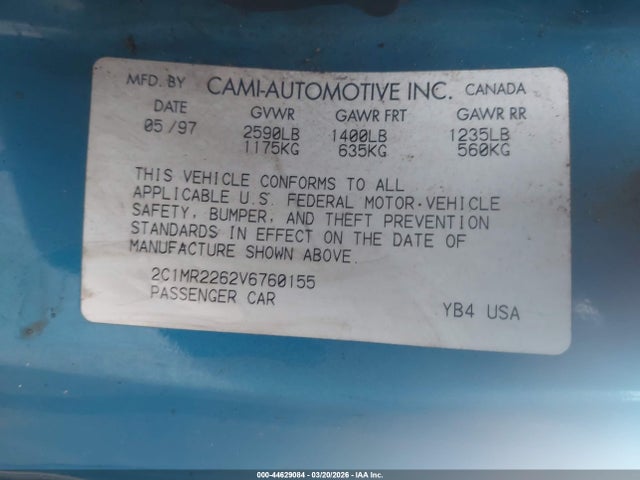 MFD. BY CAMI-AUTOMOTIVE INC. CANADA
DATE GVWR GAWR FRT GAWR RR
05/97 2590LB 1400LB 1235LB
1175KG 635KG 560KG
THIS VEHICLE CONFORMS TO ALL
APPLICABLE U.S. FEDERAL MOTOR-VEHICLE
SAFETY, BUMPER, AND THEFT PREVENTION
STANDARDS IN EFFECT ON THE DATE OF
MANUFACTURE SHOWN ABOVE.
2C1MR2262V6760155
PASSENGER CAR YB4 USA
000-44629084 | 03/20/2026 | IAA Inc.